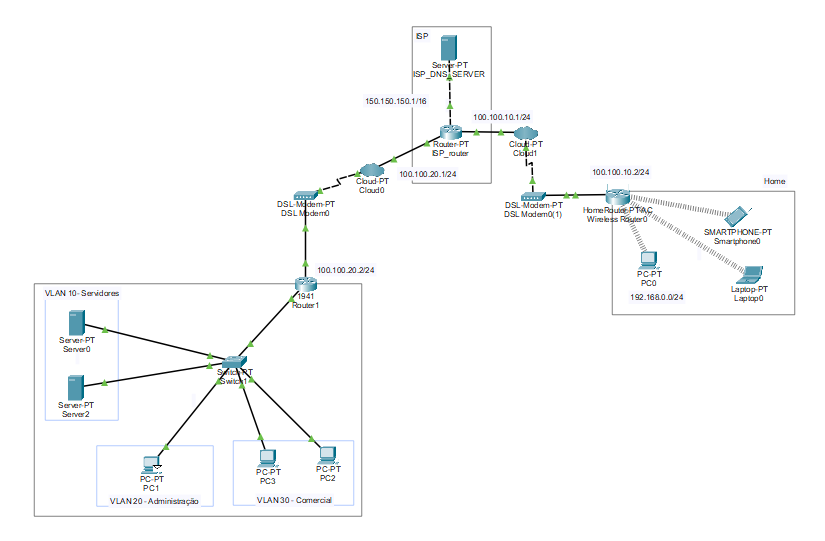 ISP
Server-PT
ISP_DNS_SERVER
150.150.150.1/16
100.100.10.1/24
Router-PT
ISP_router
Cloud-PT
Cloud1
100.100.20.1/24
Cloud-PT
Cloud0
100.100.10.2/24
Home
DSL-Modem-PT
DSL Modem0
DSL-Modem-PT
DSL Modem0(1)
HomeRouter-PT-AC
Wireless Router0
SMARTPHONE-PT
Smartphone0
PC-PT
PC0
Laptop-PT
Laptop0
192.168.0.0/24
100.100.20.2/24
1941
Router1
VLAN 10- Servidores
Server-PT
Server0
Switch-PT
Switch1
Server-PT
Server2
PC-PT
PC1
PC-PT
PC3
PC-PT
PC2
VLAN 20 - Administração
VLAN 30 - Comercial